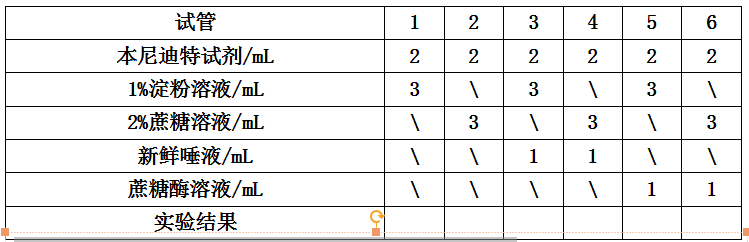 试管 1 2 3 4 5 6
本尼迪特试剂/mL 2 2 2 2 2 2
1%淀粉溶液/mL 3 \ 3 \ 3 \
2%蔗糖溶液/mL \ 3 \ 3 \ 3
新鲜唾液/mL \ \ 1 1 \ \
蔗糖酶溶液/mL \ \ \ \ 1 1
实验结果